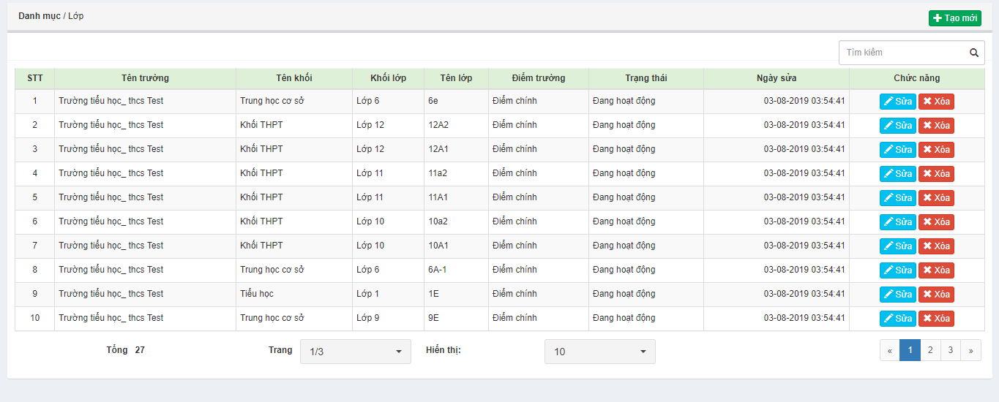 Danh mục / Lớp
Tạo mới
Tìm kiếm
STT Tên trường Tên khối Khối lớp Tên lớp Điểm trường Trạng thái Ngày sửa Chức năng
1 Trường tiểu học_ thcs Test Trung học cơ sở Lớp 6 6e Điểm chính Đang hoạt động 03-08-2019 03:54:41 Sửa Xóa
2 Trường tiểu học_ thcs Test Khối THPT Lớp 12 12A2 Điểm chính Đang hoạt động 03-08-2019 03:54:41 Sửa Xóa
3 Trường tiểu học_ thcs Test Khối THPT Lớp 12 12A1 Điểm chính Đang hoạt động 03-08-2019 03:54:41 Sửa Xóa
4 Trường tiểu học_ thcs Test Khối THPT Lớp 11 11a2 Điểm chính Đang hoạt động 03-08-2019 03:54:41 Sửa Xóa
5 Trường tiểu học_ thcs Test Khối THPT Lớp 11 11A1 Điểm chính Đang hoạt động 03-08-2019 03:54:41 Sửa Xóa
6 Trường tiểu học_ thcs Test Khối THPT Lớp 10 10a2 Điểm chính Đang hoạt động 03-08-2019 03:54:41 Sửa Xóa
7 Trường tiểu học_ thcs Test Khối THPT Lớp 10 10A1 Điểm chính Đang hoạt động 03-08-2019 03:54:41 Sửa Xóa
8 Trường tiểu học_ thcs Test Trung học cơ sở Lớp 6 6A-1 Điểm chính Đang hoạt động 03-08-2019 03:54:41 Sửa Xóa
9 Trường tiểu học_ thcs Test Tiểu học Lớp 1 1E Điểm chính Đang hoạt động 03-08-2019 03:54:41 Sửa Xóa
10 Trường tiểu học_ thcs Test Trung học cơ sở Lớp 9 9E Điểm chính Đang hoạt động 03-08-2019 03:54:41 Sửa Xóa
Tổng 27 Trang 1/3 Hiển thị: 10 « 1 2 3 »